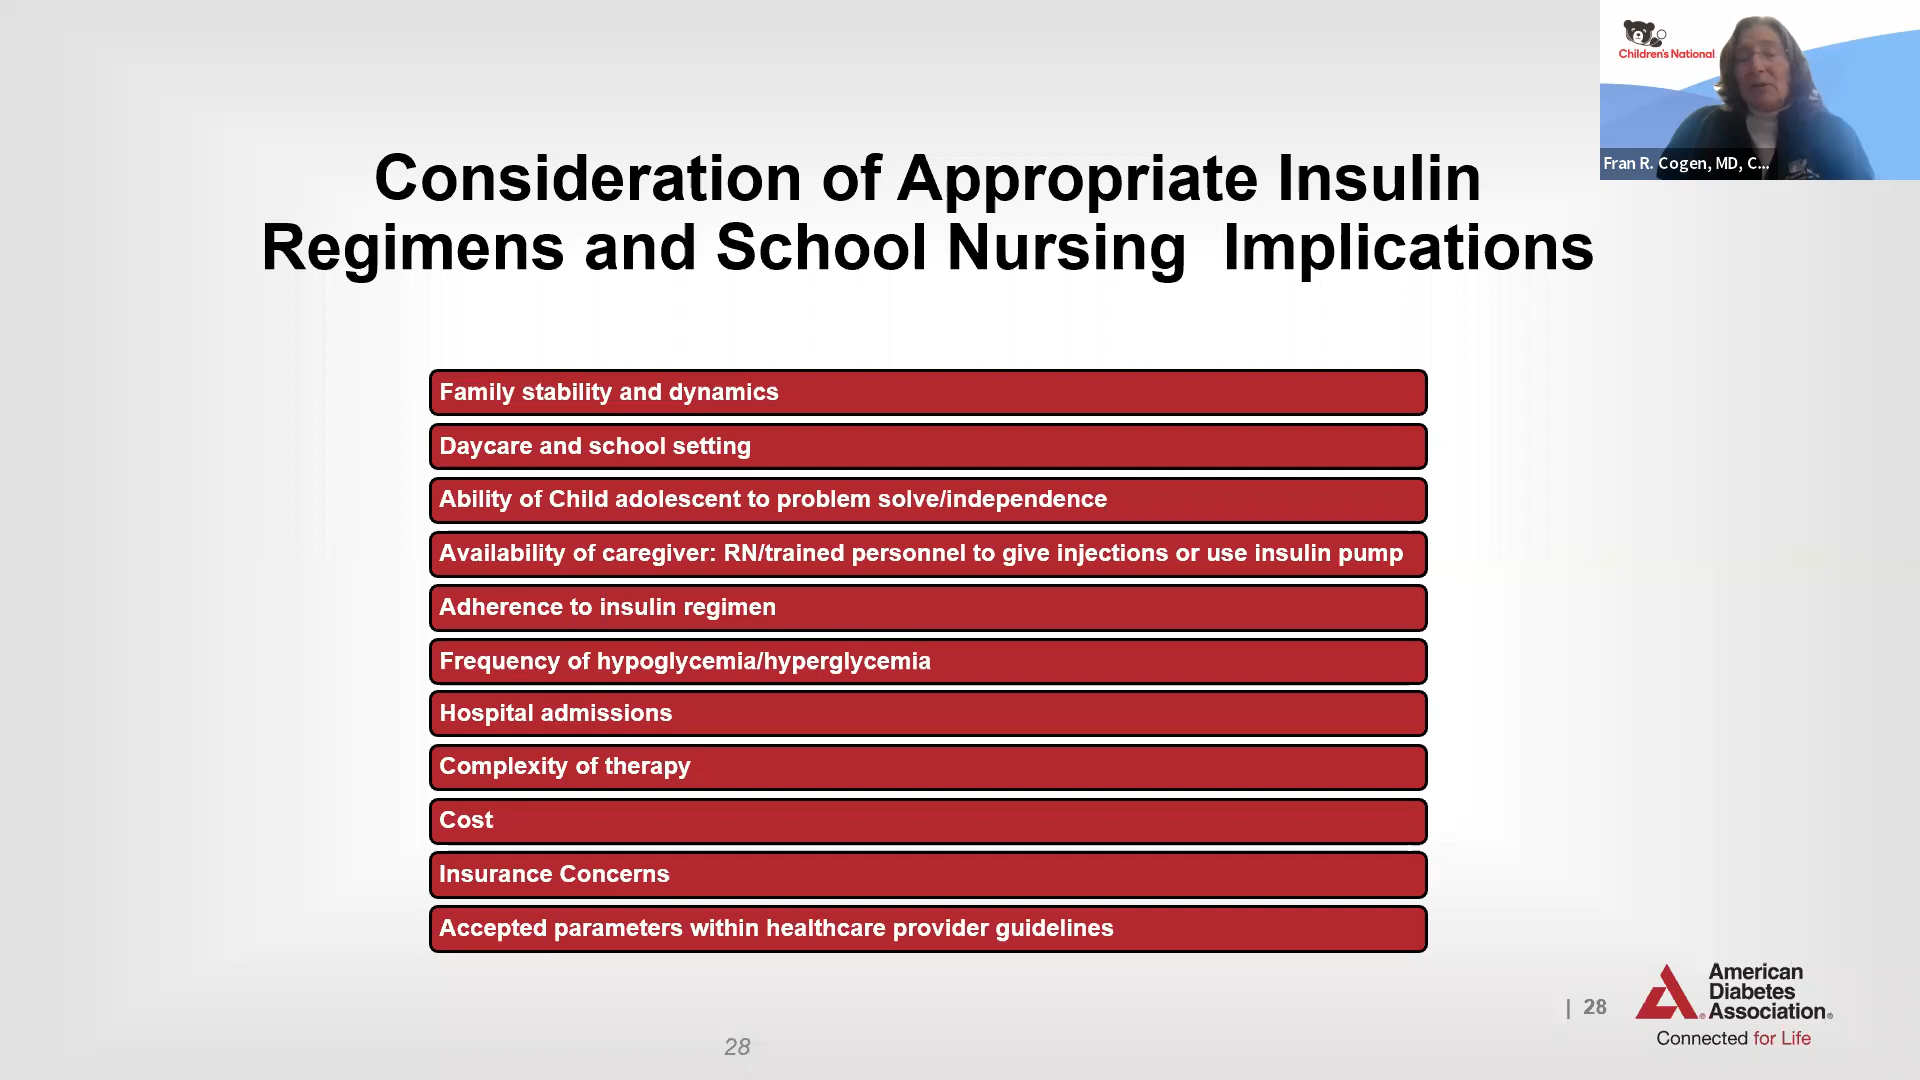 Children's National
Fran R. Cogen, MD, C...
Consideration of Appropriate Insulin
Regimens and School Nursing  Implications
Family stability and dynamics
Daycare and school setting
Ability of Child adolescent to problem solve/independence
Availability of caregiver: RN/trained personnel to give injections or use insulin pump
Adherence to insulin regimen
Frequency of hypoglycemia/hyperglycemia
Hospital admissions
Complexity of therapy
Cost
Insurance Concerns
Accepted parameters within healthcare provider guidelines
| 28
American
Diabetes
®Association®
Connected for Life
28